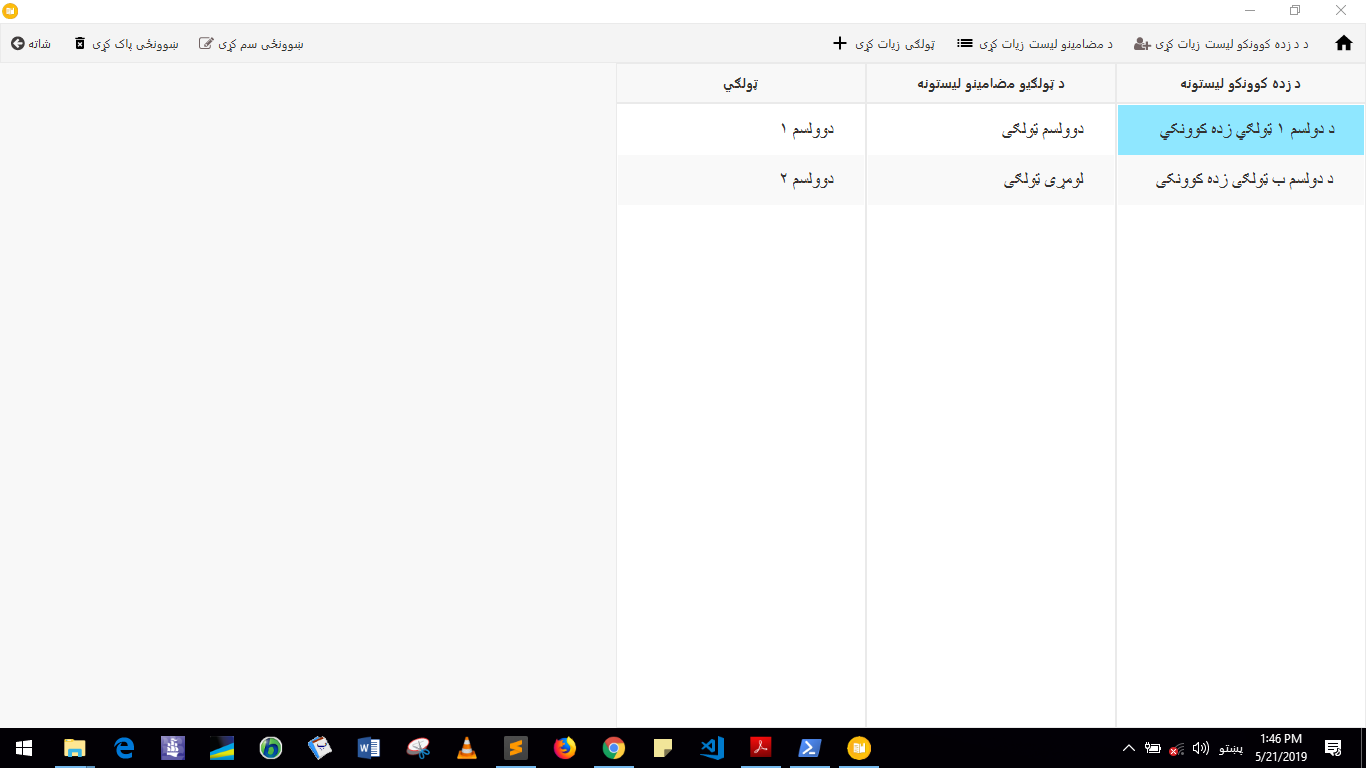 د د زده کوونکو لیست زیات کړی
د مضامینو لیست زیات کړی
ټولګی زیات کړی
ښوونځی سم کړی
ښوونځی پاک کړی
شاته
د زده کوونکو لیستونه
د ټولګیو مضامینو لیستونه
ټولګي
د دولسم ۱ ټولګي زده کوونکي
دوولسم ټولګی
دوولسم ۱
د دولسم ب ټولګی زده کوونکی
لومړی ټولګی
دوولسم ۲
پښتو
1:46 PM
5/21/2019